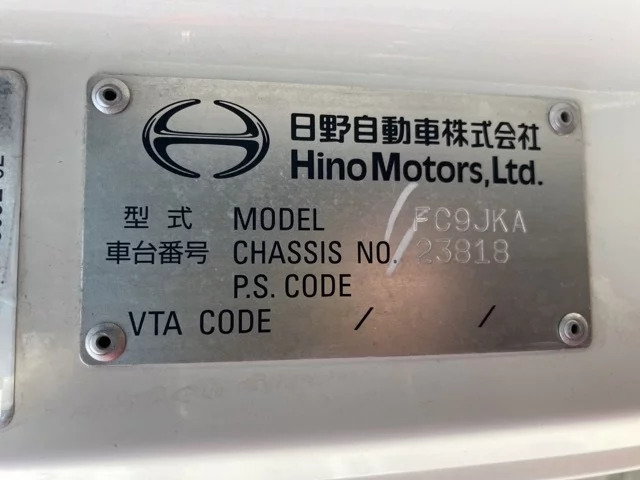 日野自動車株式会社
Hino Motors, Ltd.
型式 MODEL FC9JKA
車台番号 CHASSIS NO. 23818
P.S. CODE
VTA CODE / /